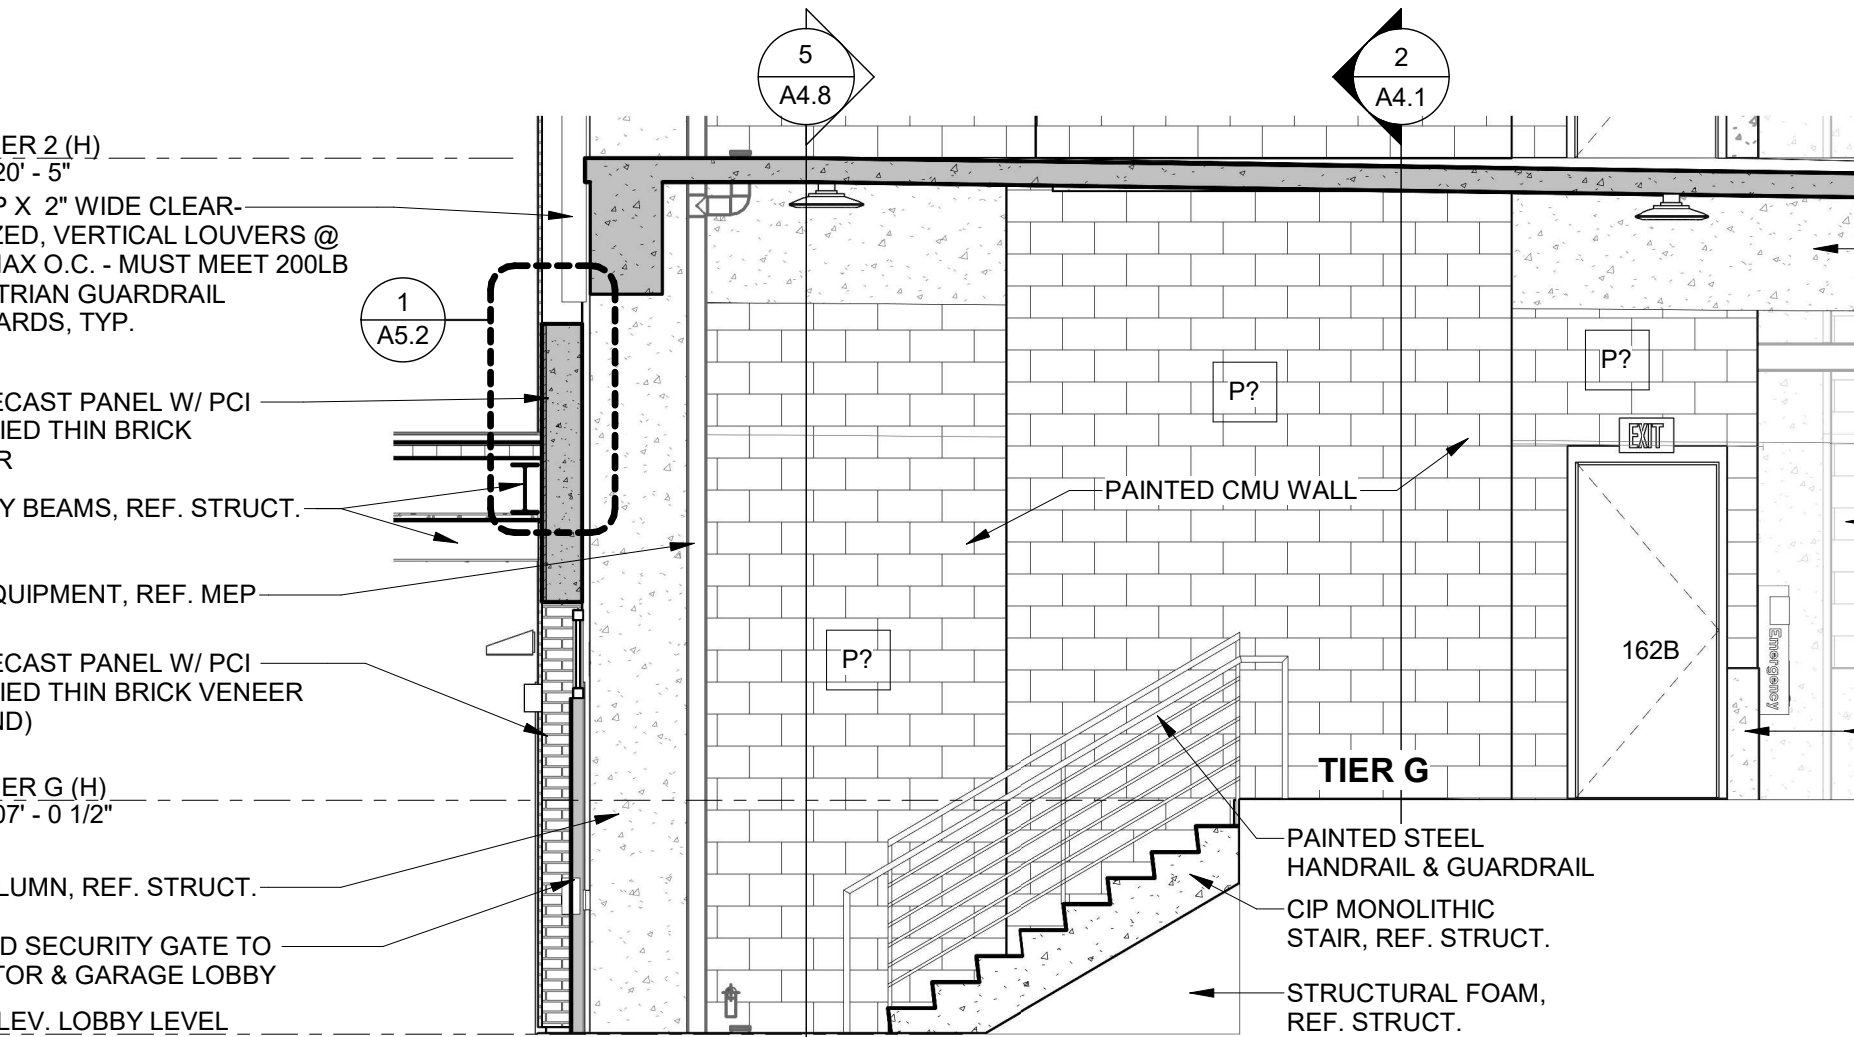 5
A4.8
2
A4.1
ER 2 (H)
20' - 5"
P X 2" WIDE CLEAR-
ZED, VERTICAL LOUVERS @
MAX O.C. - MUST MEET 200LB
TRIAN GUARDRAIL
ARDS, TYP.
1
A5.2
ECAST PANEL W/ PCI
IED THIN BRICK
R
Y BEAMS, REF. STRUCT.
QUIPMENT, REF. MEP
ECAST PANEL W/ PCI
IED THIN BRICK VENEER
ND)
ER G (H)
07' - 0 1/2"
LUMN, REF. STRUCT.
D SECURITY GATE TO
TOR & GARAGE LOBBY
LEV. LOBBY LEVEL
P?
P?
P?
EXIT
PAINTED CMU WALL
162B
Emergency
TIER G
PAINTED STEEL
HANDRAIL & GUARDRAIL
CIP MONOLITHIC
STAIR, REF. STRUCT.
STRUCTURAL FOAM,
REF. STRUCT.